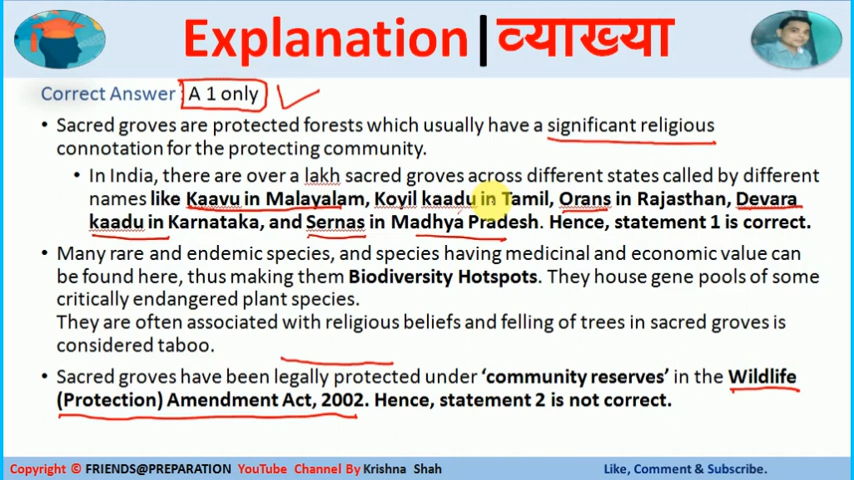 Explanation|व्याख्या
Correct Answer A 1 only
• Sacred groves are protected forests which usually have a significant religious
connotation for the protecting community.
• In India, there are over a lakh sacred groves across different states called by different
names like Kaavu in Malayalam, Koyil kaadu in Tamil, Orans in Rajasthan, Devara
kaadu in Karnataka, and Sernas in Madhya Pradesh. Hence, statement 1 is correct.
• Many rare and endemic species, and species having medicinal and economic value can
be found here, thus making them Biodiversity Hotspots. They house gene pools of some
critically endangered plant species.
They are often associated with religious beliefs and felling of trees in sacred groves is
considered taboo.
• Sacred groves have been legally protected under ‘community reserves’ in the Wildlife
(Protection) Amendment Act, 2002. Hence, statement 2 is not correct.
Copyright © FRIENDS@PREPARATION YouTube Channel By Krishna Shah Like, Comment & Subscribe.